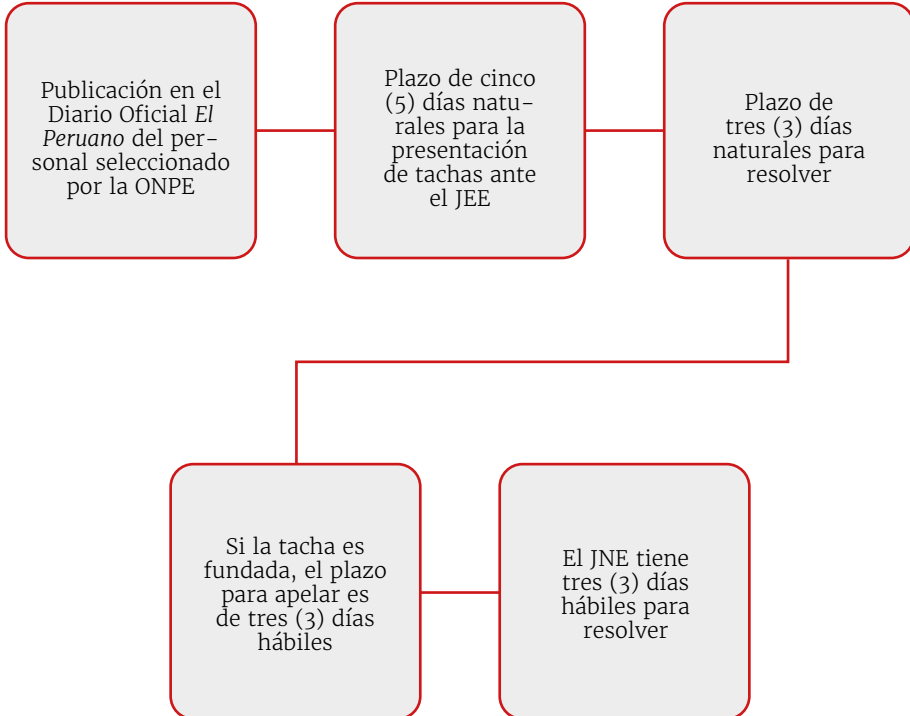 Publicación en el
Diario Oficial El
Peruano del per-
sonal seleccionado
por la ONPE
Plazo de cinco
(5) días natu-
rales para la
presentación
de tachas ante
el JEE
Plazo de
tres (3) días
naturales para
resolver
Si la tacha es
fundada, el plazo
para apelar es
de tres (3) días
hábiles
El JNE tiene
tres (3) días
hábiles para
resolver